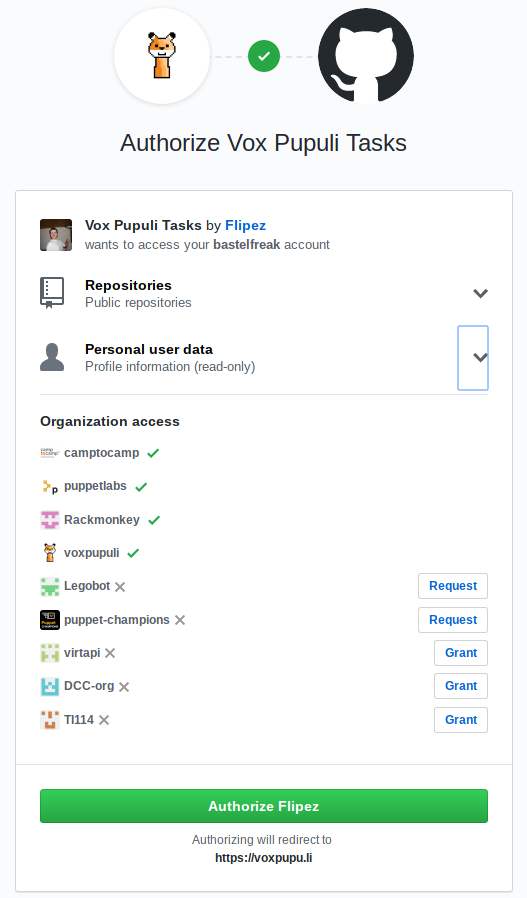 Authorize Vox Pupuli Tasks
Vox Pupuli Tasks by Flipez
wants to access your bastelfreak account
Repositories
Public repositories
Personal user data
Profile information (read-only)
Organization access
camptocamp
puppetlabs
Rackmonkey
voxpupuli
Legobot Request
puppet-champions Request
virtapi Grant
DCC-org Grant
TI114 Grant
Authorize Flipez
Authorizing will redirect to
https://voxpupu.li